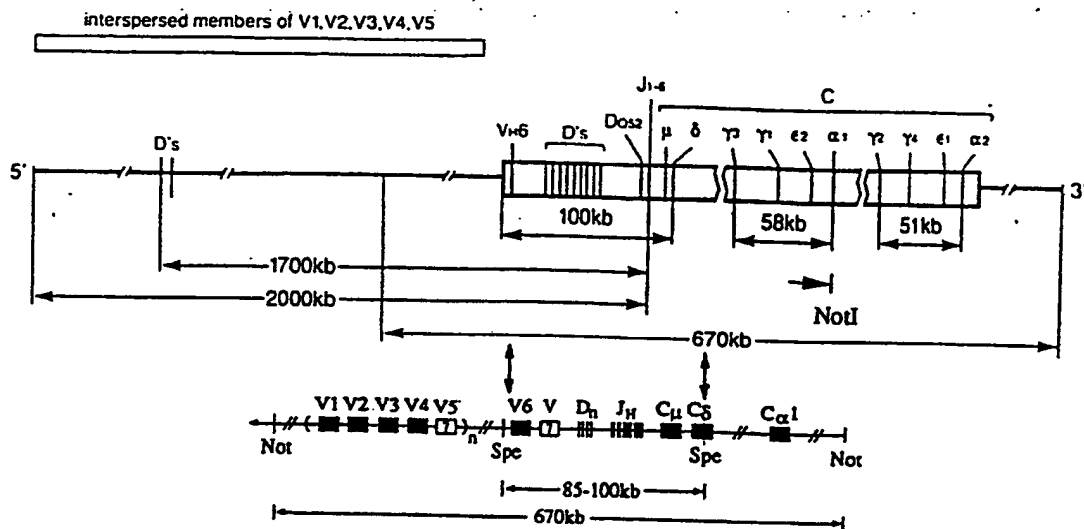 interspersed members of V1,V2,V3,V4,V5
J1-6
C
D's
VH6
D's
DQ52
μ
δ
γ3
γ1
ε2
α1
γ2
γ4
ε1
α2
5'
3'
100kb
58kb
51kb
1700kb
2000kb
NotI
670kb
V1 V2 V3 V4 V5 V6 V Dn JH Cμ Cδ Cα1
? n ?
Not Spe Spe Not
85-100kb
670kb